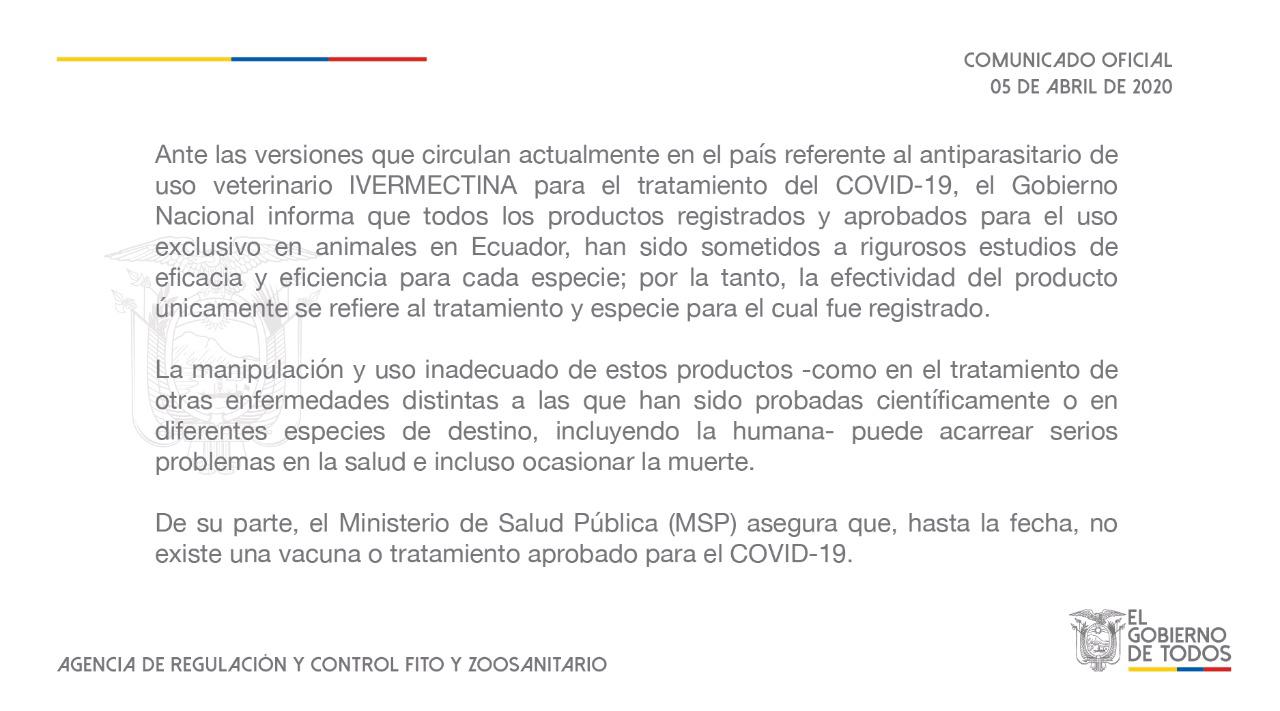 COMUNICADO OFICIAL
05 DE ABRIL DE 2020
Ante las versiones que circulan actualmente en el país referente al antiparasitario de
uso veterinario IVERMECTINA para el tratamiento del COVID-19, el Gobierno
Nacional informa que todos los productos registrados y aprobados para el uso
exclusivo en animales en Ecuador, han sido sometidos a rigurosos estudios de
eficacia y eficiencia para cada especie; por la tanto, la efectividad del producto
únicamente se refiere al tratamiento y especie para el cual fue registrado.
La manipulación y uso inadecuado de estos productos -como en el tratamiento de
otras enfermedades distintas a las que han sido probadas científicamente o en
diferentes especies de destino, incluyendo la humana- puede acarrear serios
problemas en la salud e incluso ocasionar la muerte.
De su parte, el Ministerio de Salud Pública (MSP) asegura que, hasta la fecha, no
existe una vacuna o tratamiento aprobado para el COVID-19.
EL
GOBIERNO
DE TODOS
AGENCIA DE REGULACIÓN Y CONTROL FITO Y ZOOSANITARIO